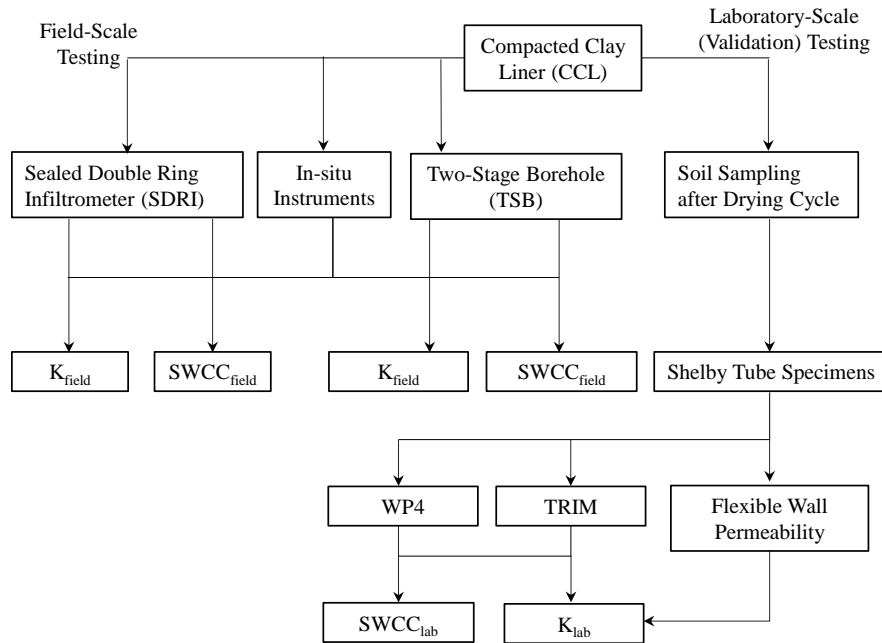 Field-Scale
Testing
Compacted Clay
Liner (CCL)
Laboratory-Scale
(Validation) Testing
Sealed Double Ring
Infiltrometer (SDRI)
In-situ
Instruments
Two-Stage Borehole
(TSB)
Soil Sampling
after Drying Cycle
K_field
SWCC_field
K_field
SWCC_field
Shelby Tube Specimens
WP4
TRIM
Flexible Wall
Permeability
SWCC_lab
K_lab